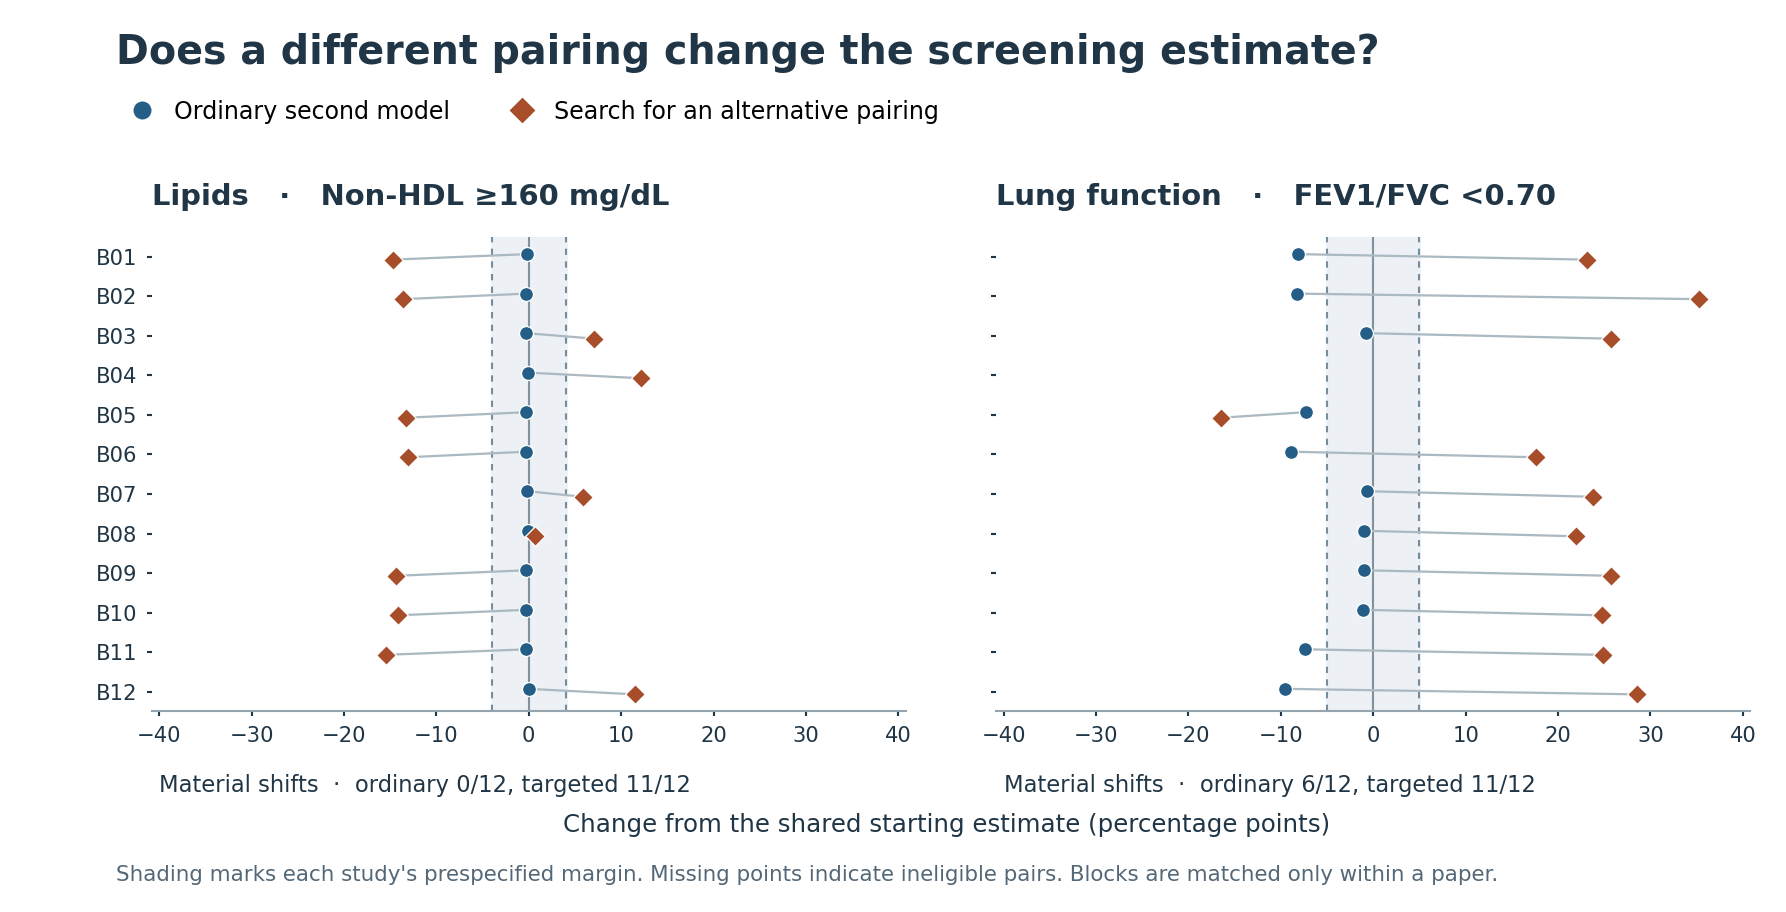 Does a different pairing change the screening estimate?
Ordinary second model Search for an alternative pairing
Lipids · Non-HDL ≥160 mg/dL
Lung function · FEV1/FVC <0.70
B01
B02
B03
B04
B05
B06
B07
B08
B09
B10
B11
B12
−40 −30 −20 −10 0 10 20 30 40
−40 −30 −20 −10 0 10 20 30 40
Material shifts · ordinary 0/12, targeted 11/12
Material shifts · ordinary 6/12, targeted 11/12
Change from the shared starting estimate (percentage points)
Shading marks each study's prespecified margin. Missing points indicate ineligible pairs. Blocks are matched only within a paper.